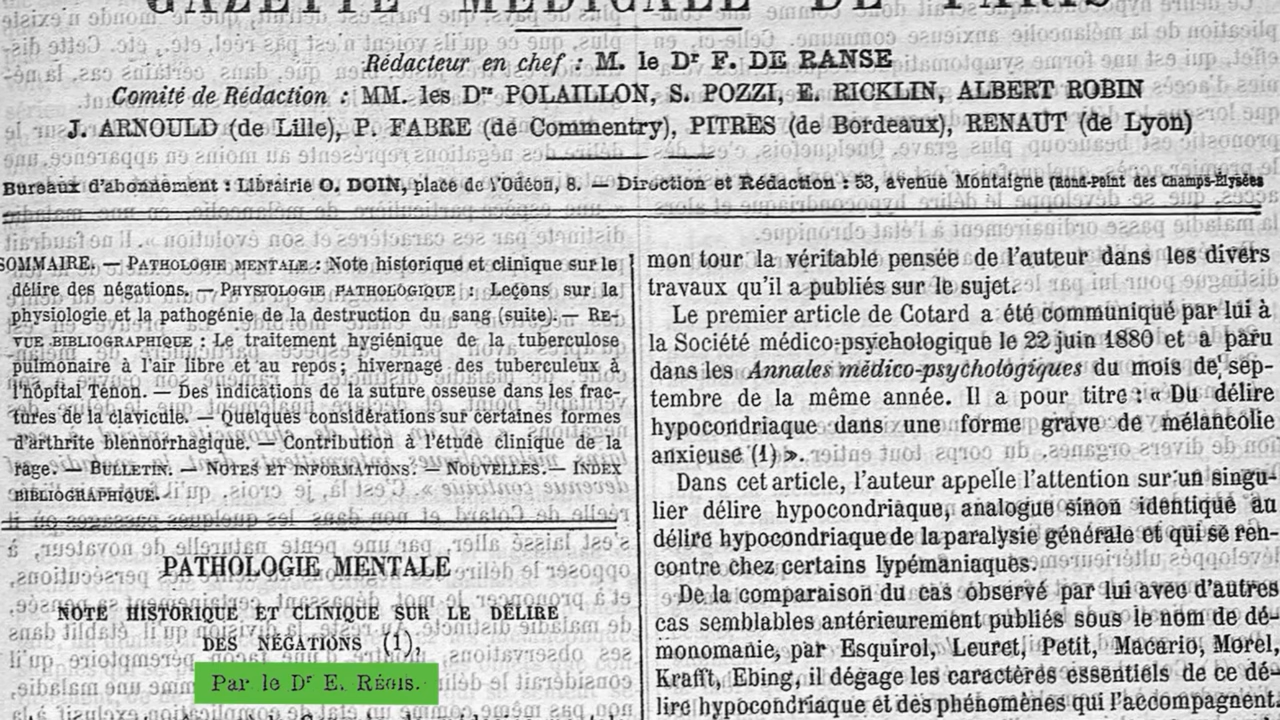 GAZETTE MÉDICALE DE PARIS
Rédacteur en chef : M. le Dr F. DE RANSE
Comité de Rédaction : MM. les Drs POLAILLON, S. POZZI, E. RICKLIN, ALBERT ROBIN
J. ARNOULD (de Lille), P. FABRE (de Commentry), PITRES (de Bordeaux), RENAUT (de Lyon)
Bureaux d'abonnement : Librairie O. DOIN, place de l'Odéon, 8. — Direction et Rédaction : 53, avenue Montaigne (Rond-Point des Champs-Élysées
SOMMAIRE. — PATHOLOGIE MENTALE : Note historique et clinique sur le
délire des négations. — PHYSIOLOGIE PATHOLOGIQUE : Leçons sur la
physiologie et la pathogénie de la destruction du sang (suite). — RE-
VUE BIBLIOGRAPHIQUE : Le traitement hygiénique de la tuberculose
pulmonaire à l'air libre et au repos; hivernage des tuberculeux à
l'hôpital Tenon. — Des indications de la suture osseuse dans les frac-
tures de la clavicule. — Quelques considérations sur certaines formes
d'arthrite blennorrhagique. — Contribution à l'étude clinique de la
rage. — BULLETIN. — NOTES ET INFORMATIONS. — NOUVELLES. — INDEX
BIBLIOGRAPHIQUE.
PATHOLOGIE MENTALE
NOTE HISTORIQUE ET CLINIQUE SUR LE DÉLIRE
DES NÉGATIONS (1),
Par le Dr E. RÉGIS.
mon tour la véritable pensée de l'auteur dans les divers
travaux qu'il a publiés sur le sujet.
Le premier article de Cotard a été communiqué par lui à
la Société médico-psychologique le 22 juin 1880 et a paru
dans les Annales médico-psychologiques du mois de sep-
tembre de la même année. Il a pour titre : « Du délire
hypocondriaque dans une forme grave de mélancolie
anxieuse (1) ».
Dans cet article, l'auteur appelle l'attention sur un singu-
lier délire hypocondriaque, analogue sinon identique au
délire hypocondriaque de la paralysie générale et qui se ren-
contre chez certains lypémaniaques.
De la comparaison du cas observé par lui avec d'autres
cas semblables antérieurement publiés sous le nom de dé-
monomanie, par Esquirol, Leuret, Petit, Macario, Morel,
Krafft, Ebing, il dégage les caractères essentiels de ce dé-
lire hypocondriaque et des phénomènes qui l'accompagnent.